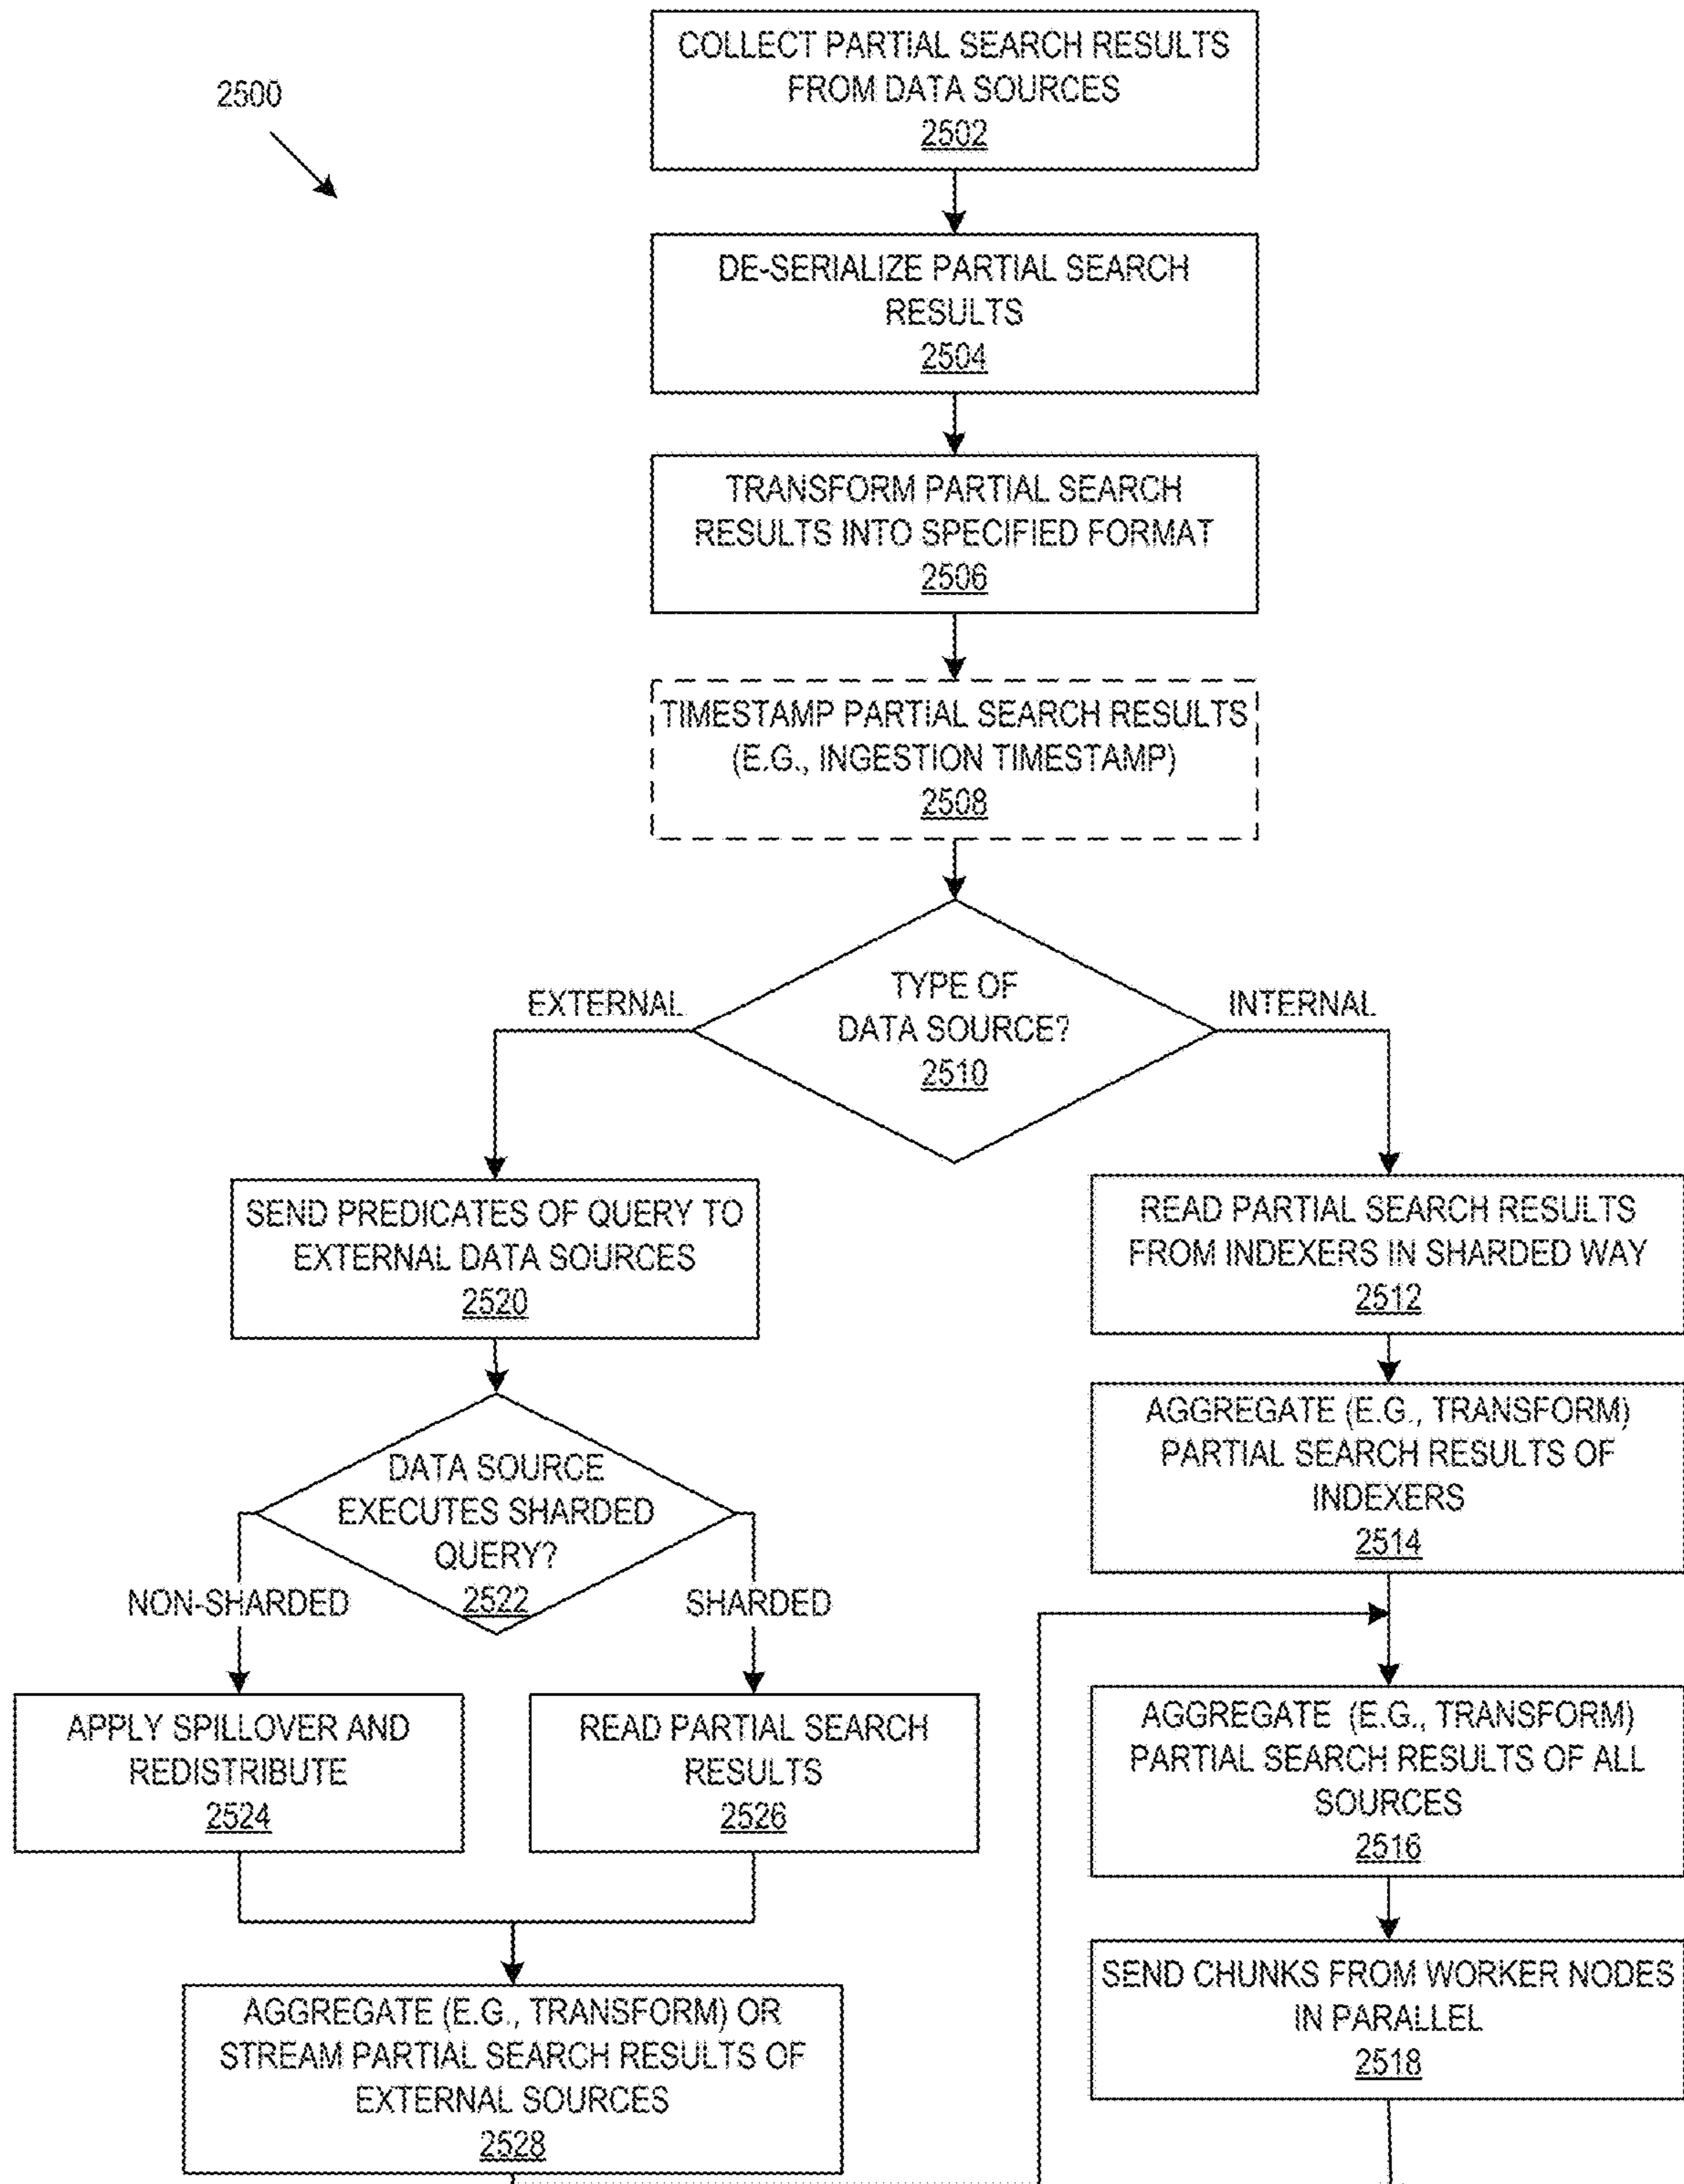 2500
COLLECT PARTIAL SEARCH RESULTS
FROM DATA SOURCES
2502
DE-SERIALIZE PARTIAL SEARCH
RESULTS
2504
TRANSFORM PARTIAL SEARCH
RESULTS INTO SPECIFIED FORMAT
2506
TIMESTAMP PARTIAL SEARCH RESULTS
(E.G., INGESTION TIMESTAMP)
2508
TYPE OF
DATA SOURCE?
2510
EXTERNAL
INTERNAL
SEND PREDICATES OF QUERY TO
EXTERNAL DATA SOURCES
2520
DATA SOURCE
EXECUTES SHARDED
QUERY?
2522
NON-SHARDED
SHARDED
APPLY SPILLOVER AND
REDISTRIBUTE
2524
READ PARTIAL SEARCH
RESULTS
2526
AGGREGATE (E.G., TRANSFORM) OR
STREAM PARTIAL SEARCH RESULTS OF
EXTERNAL SOURCES
2528
READ PARTIAL SEARCH RESULTS
FROM INDEXERS IN SHARDED WAY
2512
AGGREGATE (E.G., TRANSFORM)
PARTIAL SEARCH RESULTS OF
INDEXERS
2514
AGGREGATE (E.G., TRANSFORM)
PARTIAL SEARCH RESULTS OF ALL
SOURCES
2516
SEND CHUNKS FROM WORKER NODES
IN PARALLEL
2518